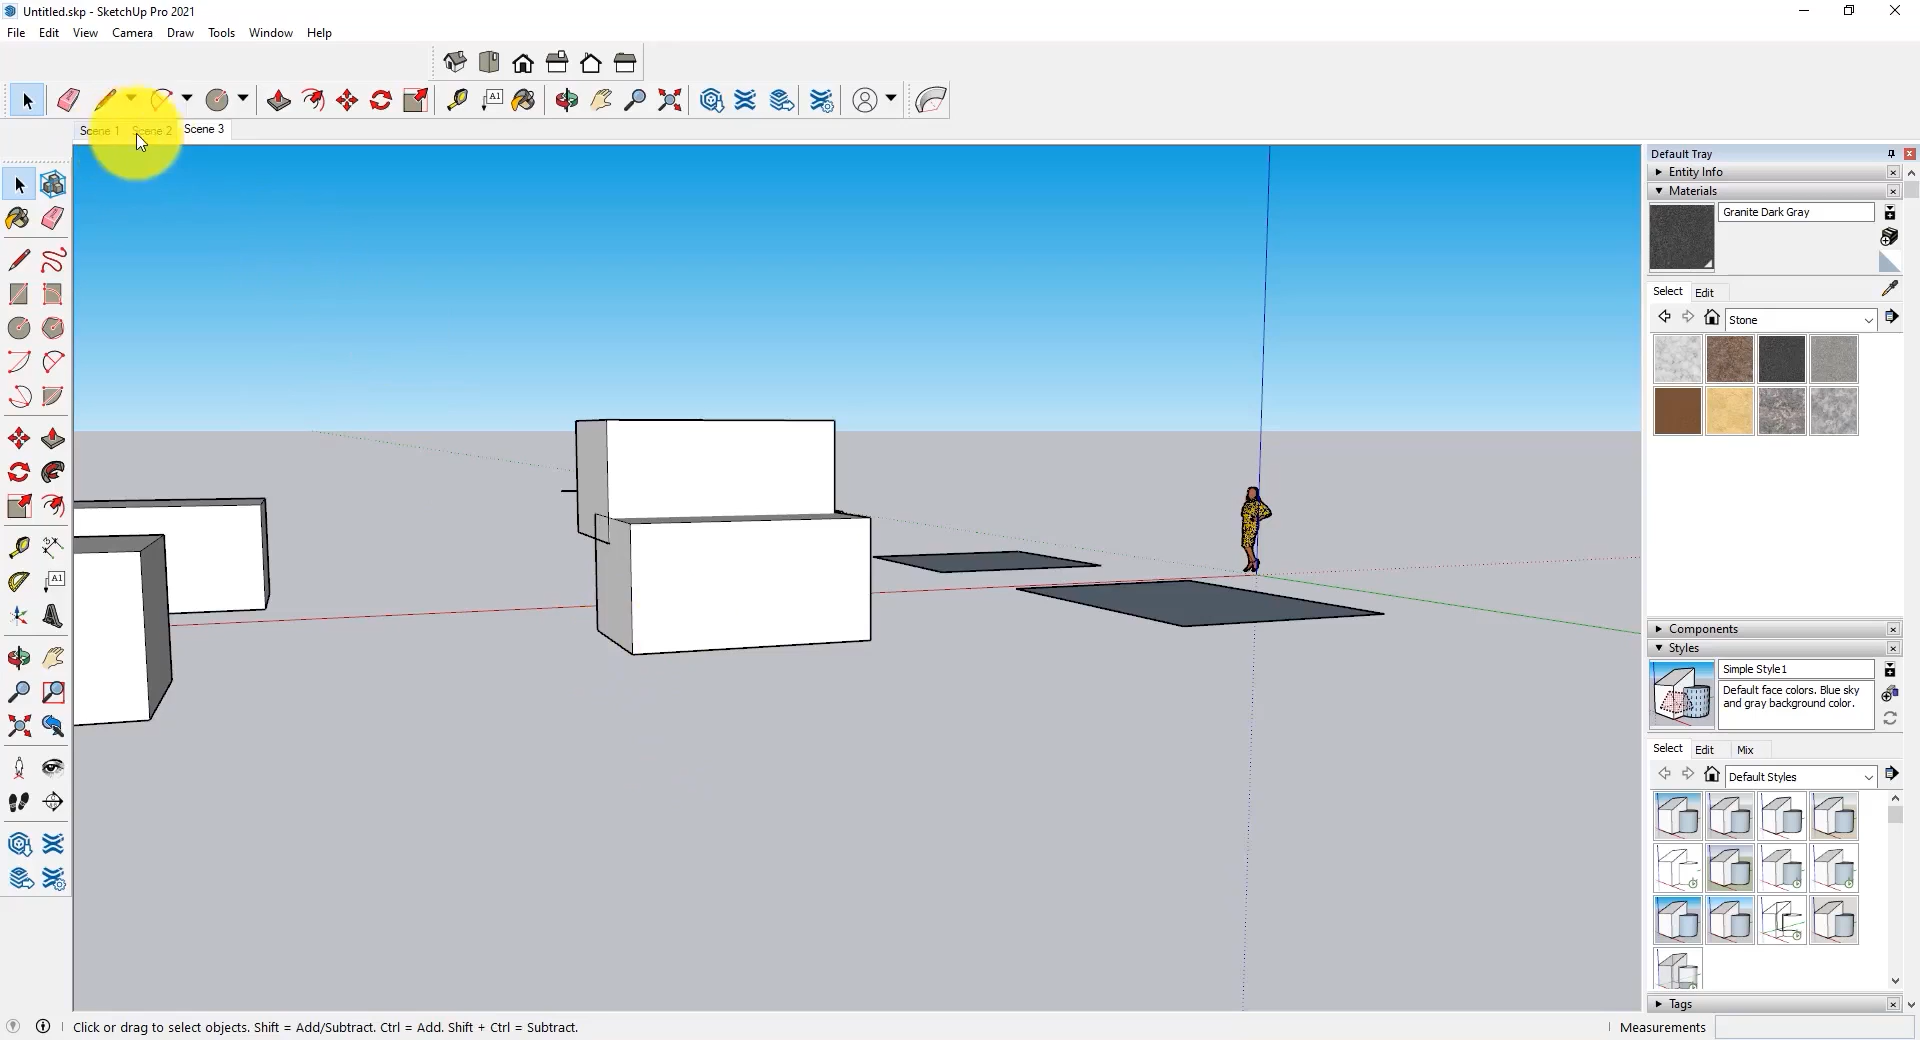 Untitled.skp - SketchUp Pro 2021
File Edit View Camera Draw Tools Window Help
A1
Scene 1 Scene 2 Scene 3
Default Tray
Entity Info
Materials
Granite Dark Gray
Select Edit
Stone
A1
Components
Styles
Simple Style1
Default face colors. Blue sky
and gray background color.
Select Edit Mix
Default Styles
Tags
Click or drag to select objects. Shift = Add/Subtract. Ctrl = Add. Shift + Ctrl = Subtract.
Measurements